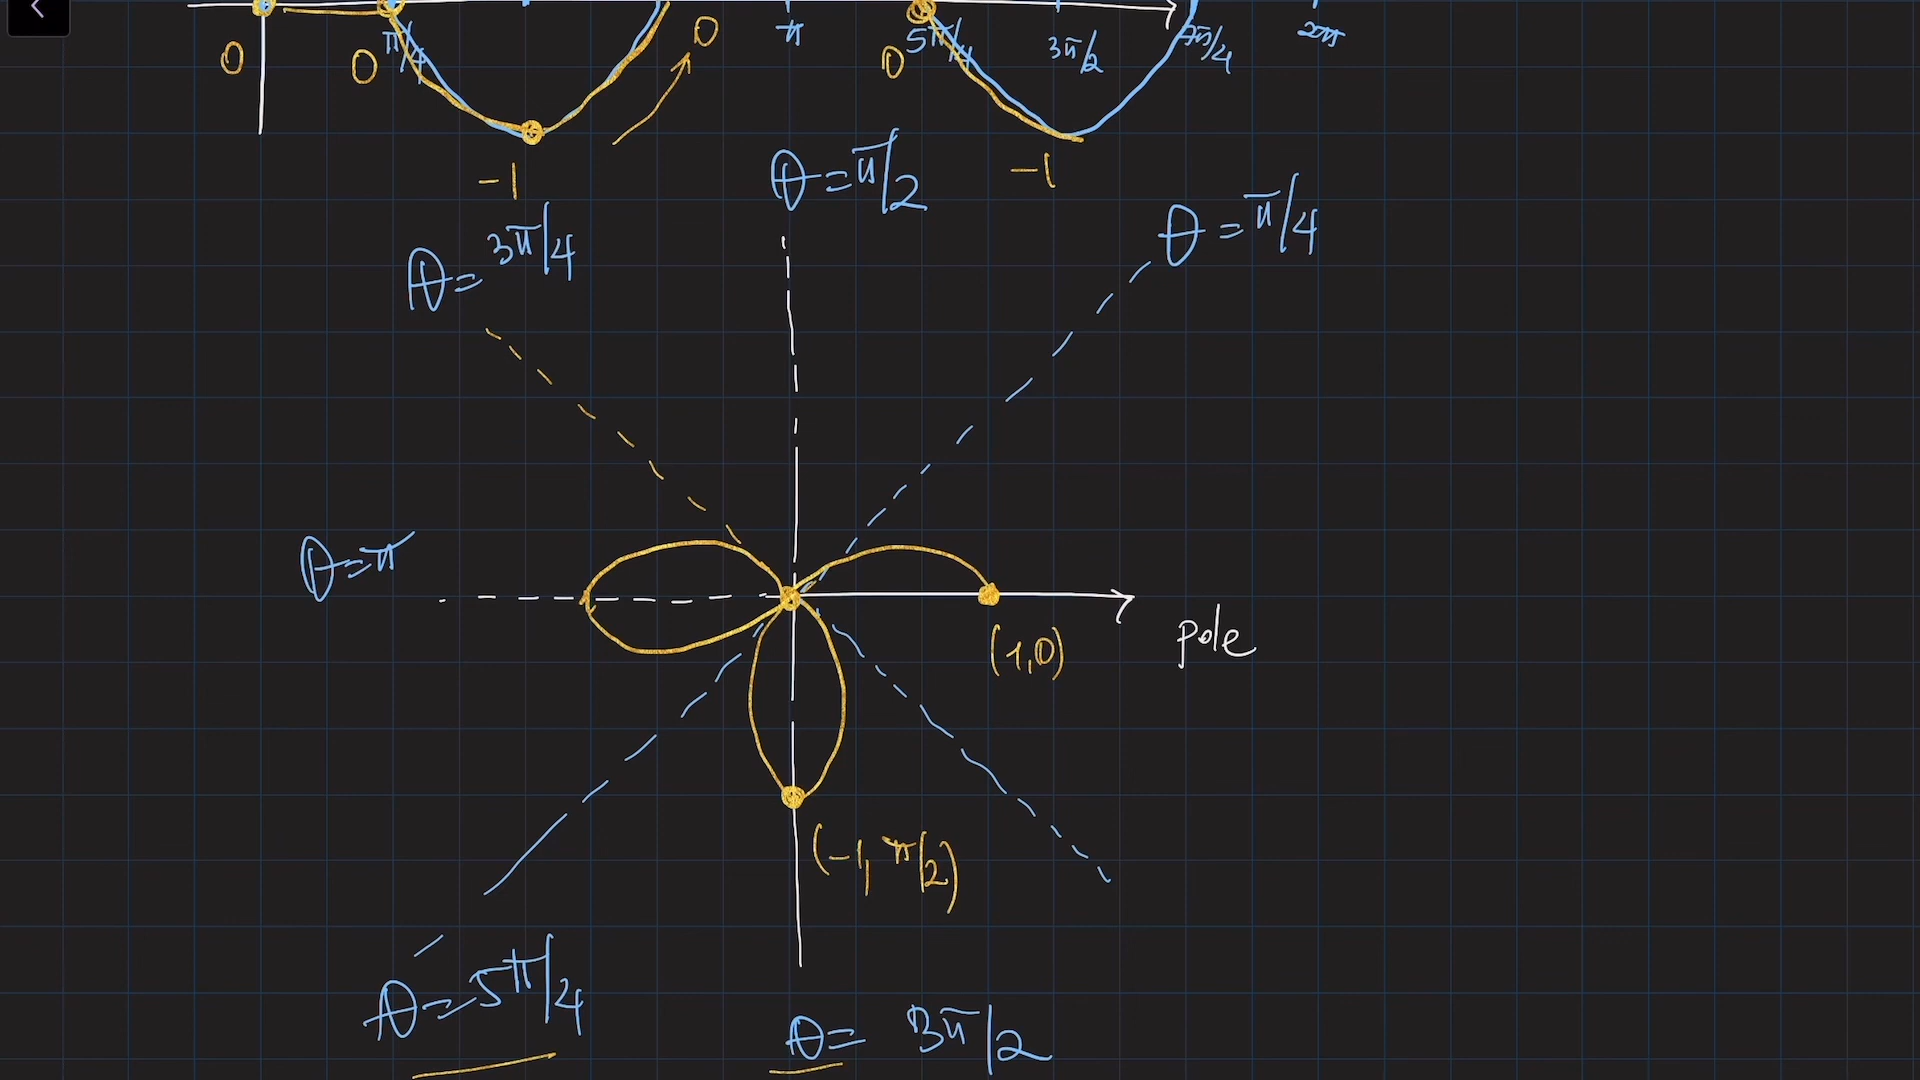 0 0 π/4 0 π 0 5π/4 3π/2 7π/4 2π
-1 -1
θ = π/2
θ = π/4
θ = 3π/4
θ = π
(1,0)
pole
(-1, π/2)
θ = 5π/4
θ = 3π/2